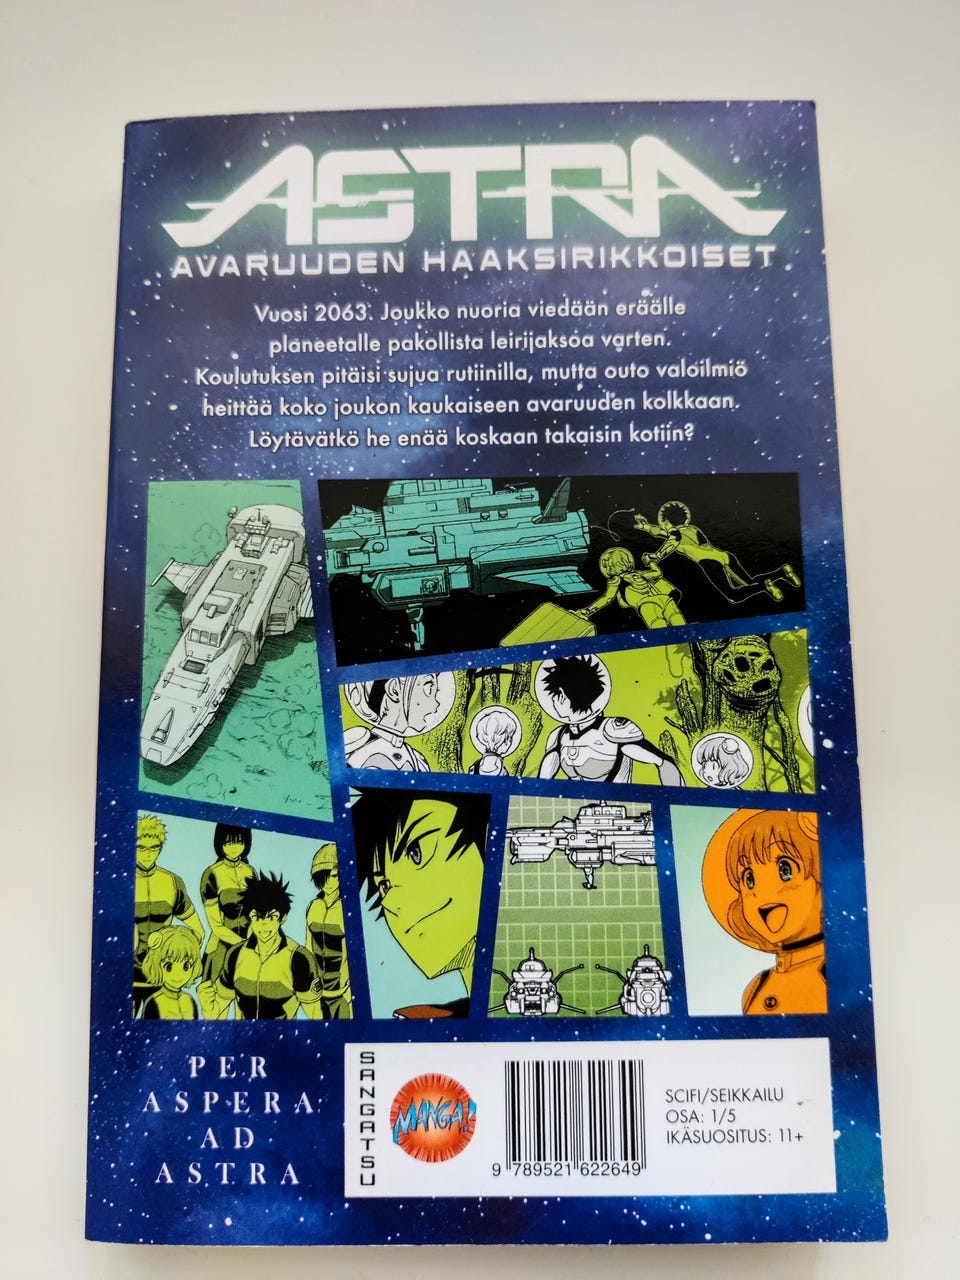 ASTRA
AVARUUDEN HAAKSIRIKKOISET
Vuosi 2063. Joukko nuoria viedään eräälle
planeetalle pakollista leirijaksoa varten.
Koulutuksen pitäisi sujua rutiinilla, mutta outo valoilmiö
heittää koko joukon kaukaiseen avaruuden kolkkaan.
Löytävätkö he enää koskaan takaisin kotiin?
PER
ASPERA
AD
ASTRA
SANGATSU
MANGA!
9 789521 622649
SCIFI/SEIKKAILU
OSA: 1/5
IKÄSUOSITUS: 11+